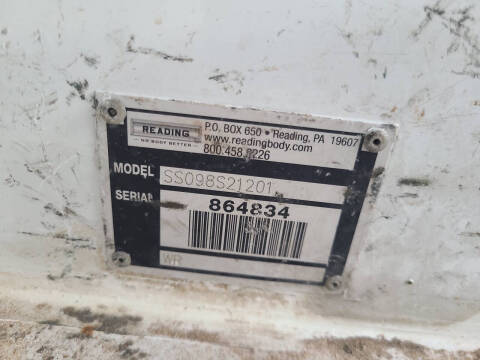 READING
NO BODY BETTER
P.O. BOX 650 • Reading, PA 19607
www.readingbody.com
800.458.2226
MODEL SS098S21201
SERIAL 864834
WR